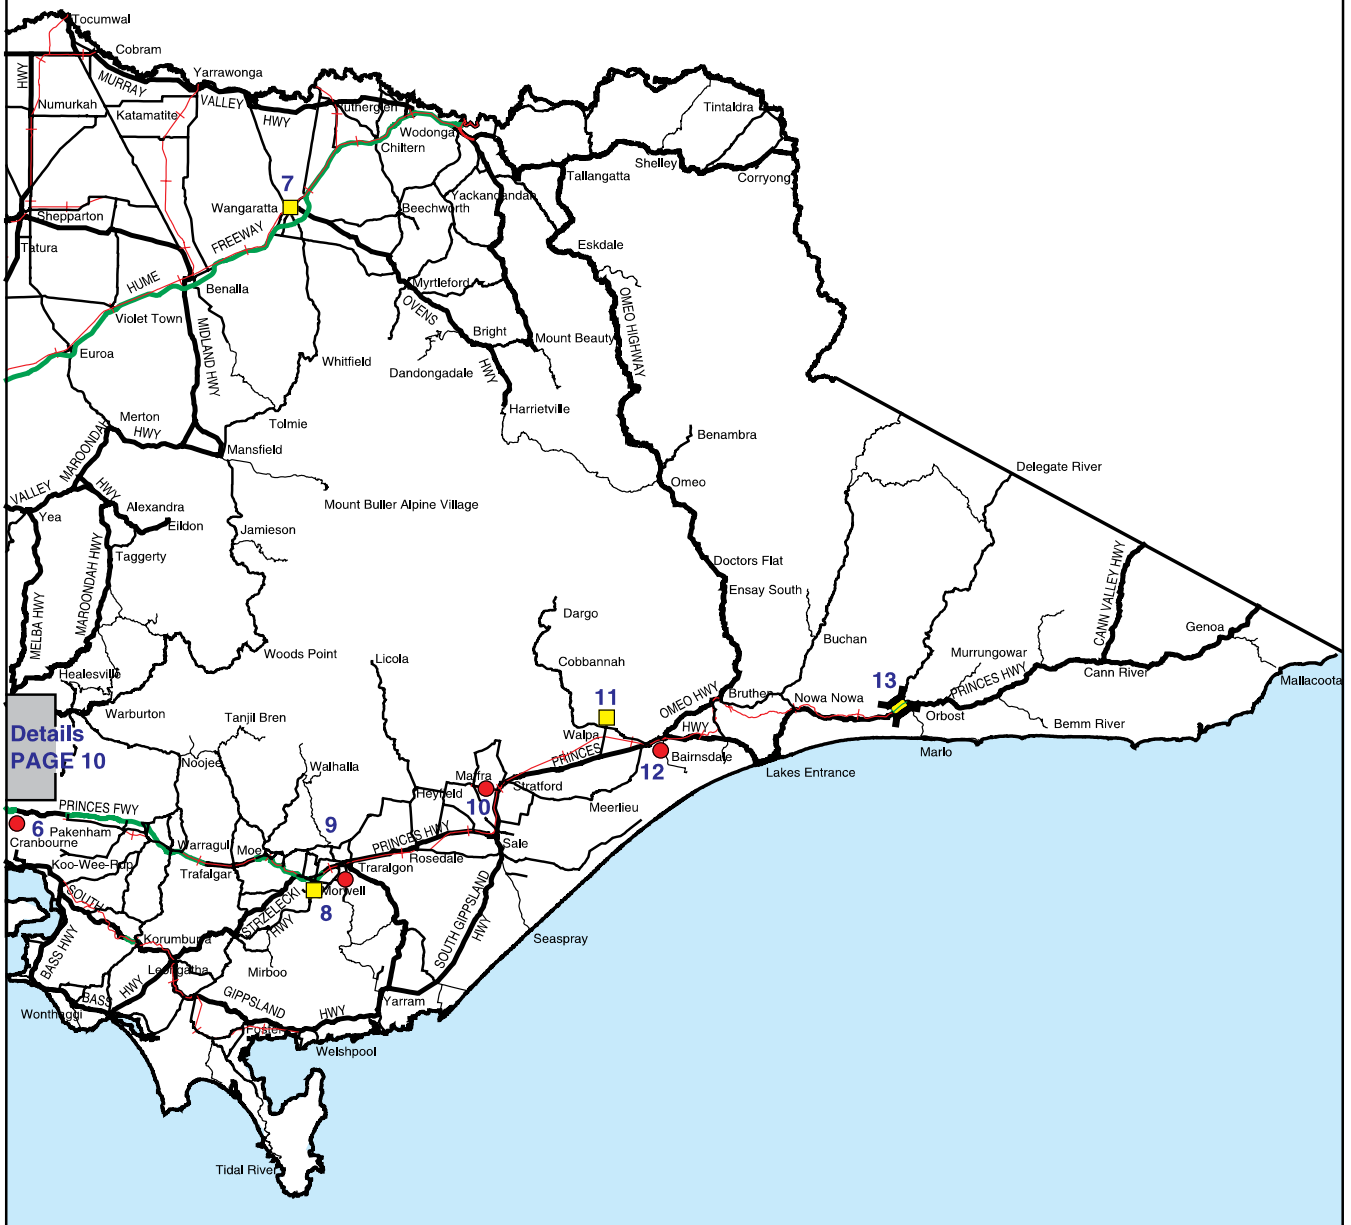 Tocumwal
Cobram
Yarrawonga
HWY
MURRAY
VALLEY
HWY
Numurkah
Katamatite
Rutherglen
Wodonga
Chiltern
Tintaldra
Shelley
Corryong
Tallangatta
Yackandandah
7
Wangaratta
Beechworth
Shepparton
Tatura
FREEWAY
HUME
Eskdale
Benalla
Myrtleford
OVENS
HWY
OMEO HIGHWAY
Violet Town
MIDLAND HWY
Bright
Mount Beauty
Euroa
Whitfield
Dandongadale
Harrietville
Merton
HWY
Tolmie
Mansfield
Benambra
MAROONDAH
HWY
Omeo
Delegate River
VALLEY
Yea
Alexandra
Eildon
Mount Buller Alpine Village
Jamieson
Taggerty
MELBA HWY
MAROONDAH HWY
Doctors Flat
Ensay South
CANN VALLEY HWY
Dargo
Genoa
Buchan
Woods Point
Licola
Cobbannah
Murrungowar
Healesville
Cann River
Mallacoota
PRINCES HWY
13
11
OMEO HWY
Bruthen
Nowa Nowa
Warburton
Tanjil Bren
Orbost
Bemm River
Details
PAGE 10
Walpa
HWY
PRINCES
Marlo
Noojee
Walhalla
12
Bairnsdale
Lakes Entrance
Maffra
Stratford
Heyfield
10
Meerlieu
PRINCES FWY
6
Pakenham
Cranbourne
9
PRINCES HWY
Warragul
Moe
Sale
Koo-Wee-Rup
Trafalgar
Traralgon
Rosedale
Morwell
8
SOUTH
STRZELECKI
HWY
SOUTH GIPPSLAND
HWY
Seaspray
BASS HWY
Korumburra
Leongatha
Mirboo
BASS
HWY
GIPPSLAND
HWY
Yarram
Wonthaggi
Foster
Welshpool
Tidal River